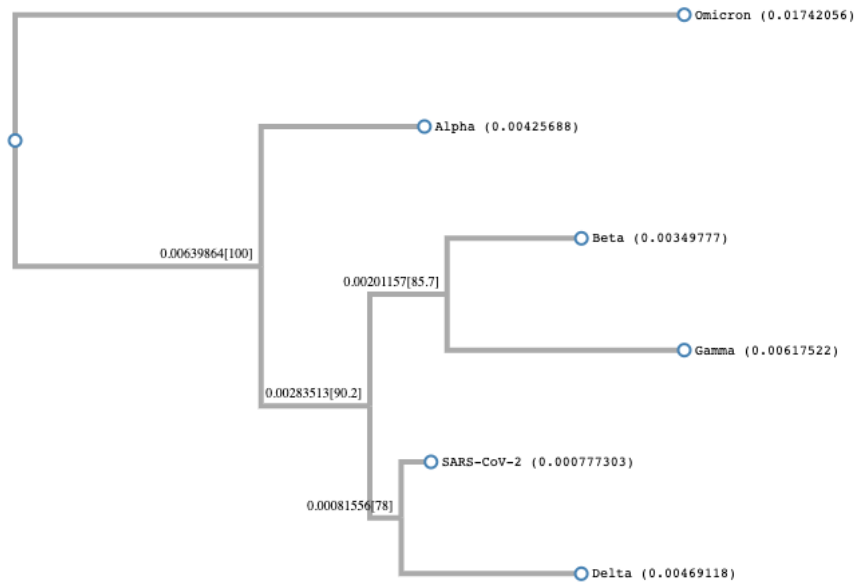 Omicron (0.01742056)
Alpha (0.00425688)
Beta (0.00349777)
0.00639864[100]
0.00201157[85.7]
Gamma (0.00617522)
0.00283513[90.2]
SARS-CoV-2 (0.000777303)
0.00081556[78]
Delta (0.00469118)